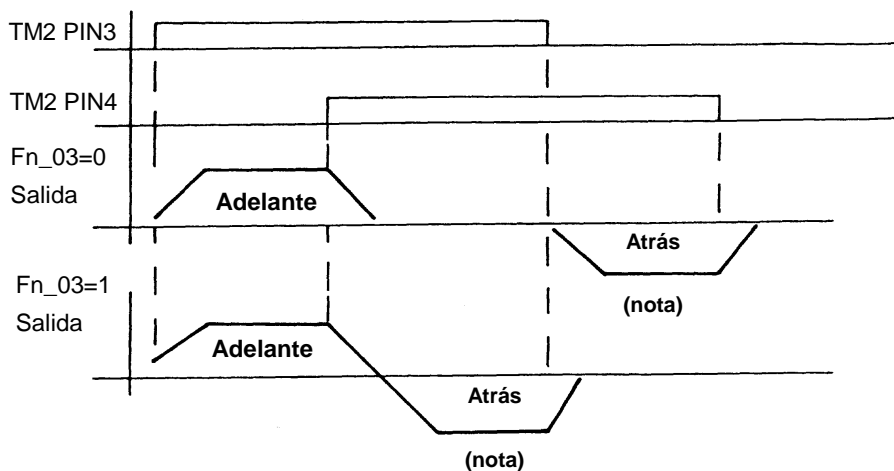 TM2 PIN3
TM2 PIN4
Fn_03=0
Salida
Adelante
Atrás
(nota)
Fn_03=1
Salida
Adelante
Atrás
(nota)